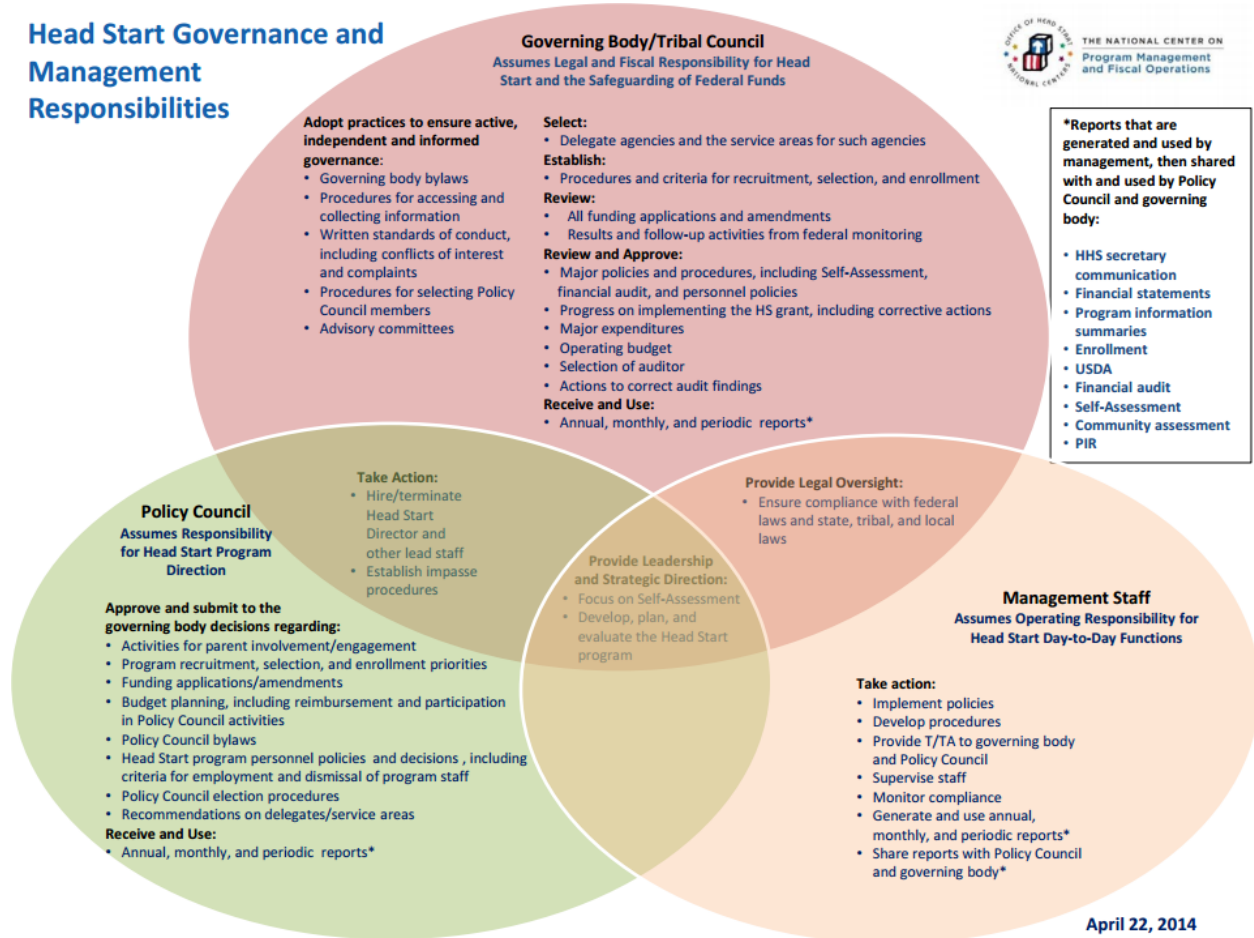 Head Start Governance and
Management
Responsibilities
Governing Body/Tribal Council
Assumes Legal and Fiscal Responsibility for Head
Start and the Safeguarding of Federal Funds
OFFICE OF HEAD START
NATIONAL CENTERS
THE NATIONAL CENTER ON
Program Management
and Fiscal Operations
Adopt practices to ensure active,
independent and informed
governance:
• Governing body bylaws
• Procedures for accessing and
collecting information
• Written standards of conduct,
including conflicts of interest
and complaints
• Procedures for selecting Policy
Council members
• Advisory committees
Select:
• Delegate agencies and the service areas for such agencies
Establish:
• Procedures and criteria for recruitment, selection, and enrollment
Review:
• All funding applications and amendments
• Results and follow-up activities from federal monitoring
Review and Approve:
• Major policies and procedures, including Self-Assessment,
financial audit, and personnel policies
• Progress on implementing the HS grant, including corrective actions
• Major expenditures
• Operating budget
• Selection of auditor
• Actions to correct audit findings
Receive and Use:
• Annual, monthly, and periodic reports*
*Reports that are
generated and used by
management, then shared
with and used by Policy
Council and governing
body:
• HHS secretary
communication
• Financial statements
• Program information
summaries
• Enrollment
• USDA
• Financial audit
• Self-Assessment
• Community assessment
• PIR
Take Action:
• Hire/terminate
Head Start
Director and
other lead staff
• Establish impasse
procedures
Provide Legal Oversight:
• Ensure compliance with federal
laws and state, tribal, and local
laws
Provide Leadership
and Strategic Direction:
• Focus on Self-Assessment
• Develop, plan, and
evaluate the Head Start
program
Policy Council
Assumes Responsibility
for Head Start Program
Direction
Approve and submit to the
governing body decisions regarding:
• Activities for parent involvement/engagement
• Program recruitment, selection, and enrollment priorities
• Funding applications/amendments
• Budget planning, including reimbursement and participation
in Policy Council activities
• Policy Council bylaws
• Head Start program personnel policies and decisions , including
criteria for employment and dismissal of program staff
• Policy Council election procedures
• Recommendations on delegates/service areas
Receive and Use:
• Annual, monthly, and periodic reports*
Management Staff
Assumes Operating Responsibility for
Head Start Day-to-Day Functions
Take action:
• Implement policies
• Develop procedures
• Provide T/TA to governing body
and Policy Council
• Supervise staff
• Monitor compliance
• Generate and use annual,
monthly, and periodic reports*
• Share reports with Policy Council
and governing body*
April 22, 2014